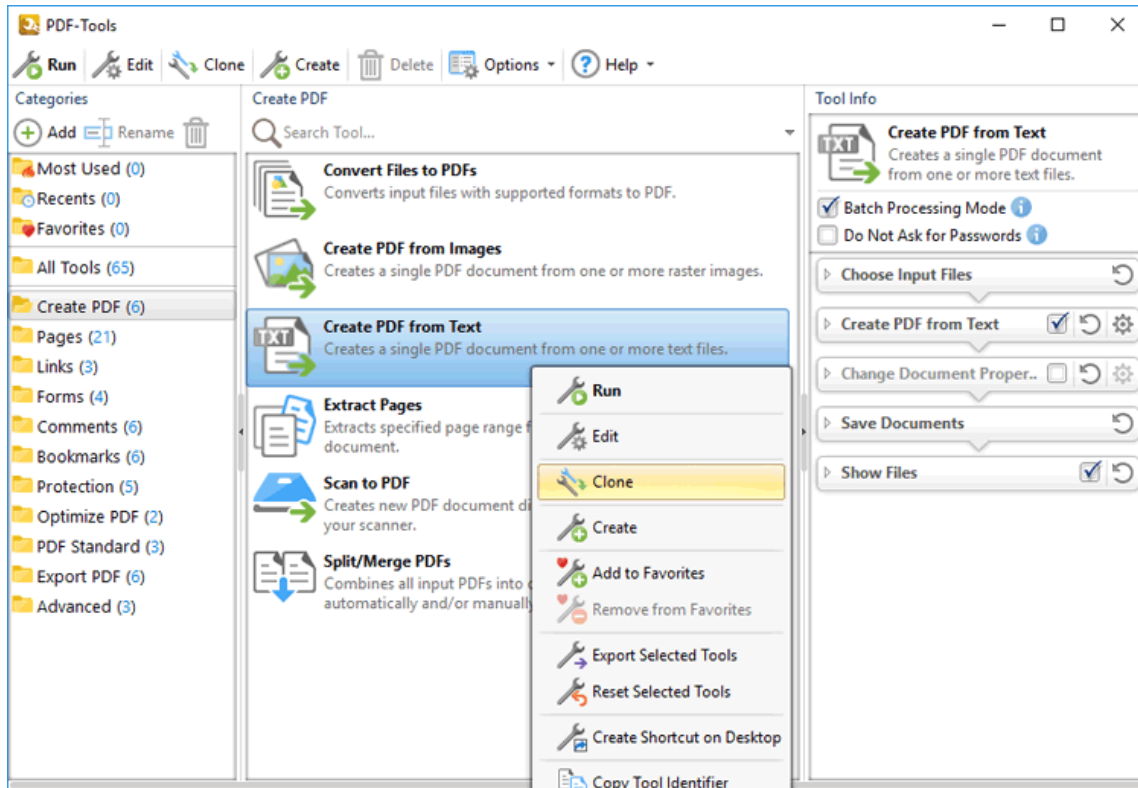 PDF-Tools
Run Edit Clone Create Delete Options Help
Categories
Add Rename
Most Used (0)
Recents (0)
Favorites (0)
All Tools (65)
Create PDF (6)
Pages (21)
Links (3)
Forms (4)
Comments (6)
Bookmarks (6)
Protection (5)
Optimize PDF (2)
PDF Standard (3)
Export PDF (6)
Advanced (3)
Create PDF
Search Tool...
Convert Files to PDFs
Converts input files with supported formats to PDF.
Create PDF from Images
Creates a single PDF document from one or more raster images.
TXT
Create PDF from Text
Creates a single PDF document from one or more text files.
Extract Pages
Extracts specified page range
document.
Scan to PDF
Creates new PDF document di
your scanner.
Split/Merge PDFs
Combines all input PDFs into
automatically and/or manually
Run
Edit
Clone
Create
Add to Favorites
Remove from Favorites
Export Selected Tools
Reset Selected Tools
Create Shortcut on Desktop
Copy Tool Identifier
Tool Info
TXT
Create PDF from Text
Creates a single PDF document
from one or more text files.
Batch Processing Mode
Do Not Ask for Passwords
Choose Input Files
Create PDF from Text
Change Document Proper..
Save Documents
Show Files